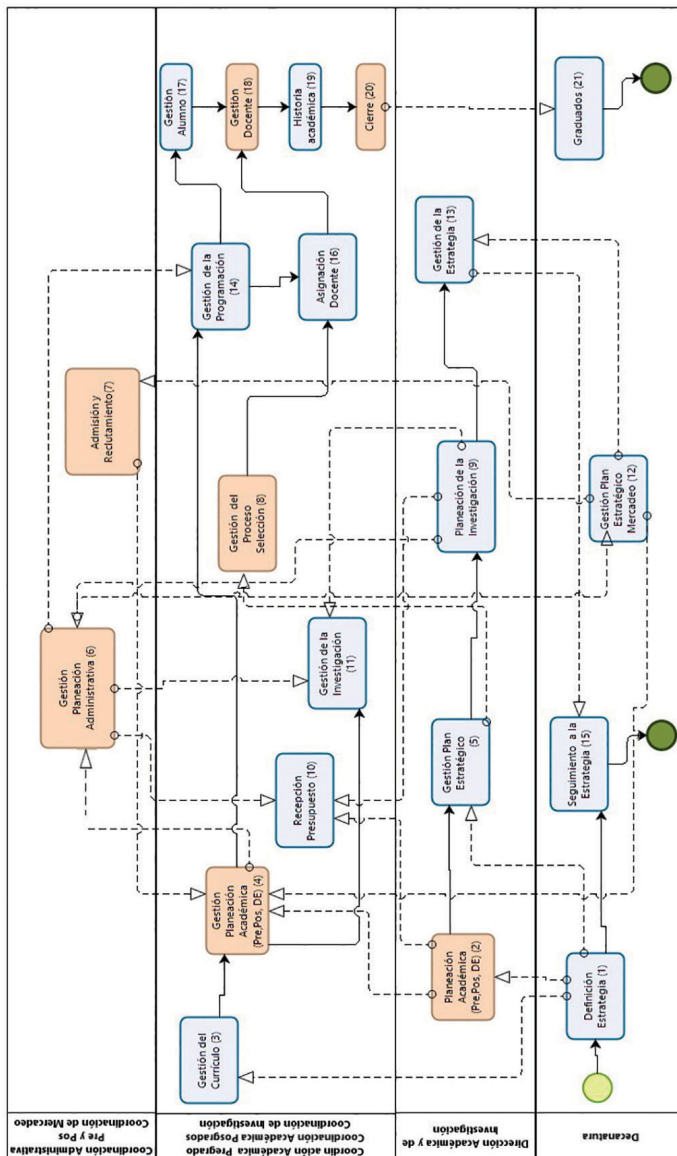 Coordinación Administrativa
Pre y Pos
Coordinación de Mercadeo
Gestión
Planeación
Administrativa (6)
Admisión y
Reclutamiento(7)
Coordin ación Académica Pregrado
Coordinación Académica Posgrados
Coordinación de Investigación
Gestión del
Currículo (3)
Gestión
Planeación
Académica
(Pre,Pos, DE) (4)
Recepción
Presupuesto (10)
Gestión de la
Investigación
(11)
Gestión del
Proceso
Selección (8)
Gestión de la
Programación
(14)
Asignación
Docente (16)
Gestión
Alumno (17)
Gestión
Docente (18)
Historia
académica (19)
Cierre (20)
Dirección Académica y de
Investigación
Planeación
Académica
(Pre,Pos, DE) (2)
Gestión Plan
Estratégico
(5)
Planeación de la
Investigación (9)
Gestión de la
Estrategia (13)
Decanatura
Definición
Estrategia (1)
Seguimiento a la
Estrategia (15)
Gestión Plan
Estratégico
Mercadeo (12)
Graduados (21)